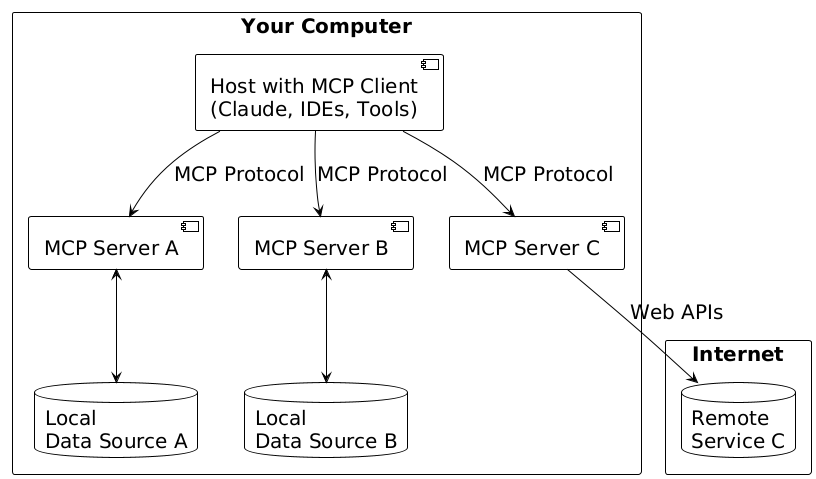 Your Computer
Host with MCP Client
(Claude, IDEs, Tools)
MCP Protocol
MCP Protocol
MCP Protocol
MCP Server A
MCP Server B
MCP Server C
Web APIs
Internet
Local
Data Source A
Local
Data Source B
Remote
Service C